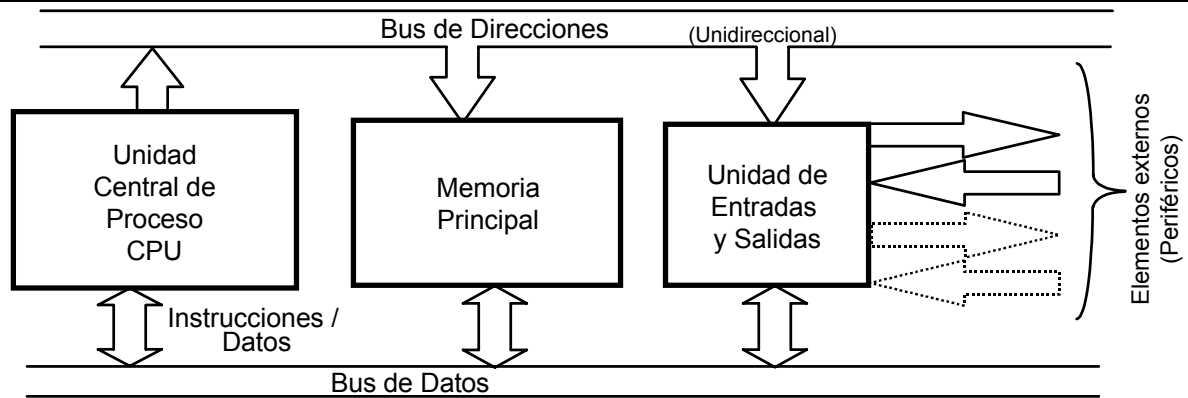 Bus de Direcciones
(Unidireccional)
Unidad
Central de
Proceso
CPU
Memoria
Principal
Unidad de
Entradas
y Salidas
Elementos externos
(Periféricos)
Instrucciones /
Datos
Bus de Datos